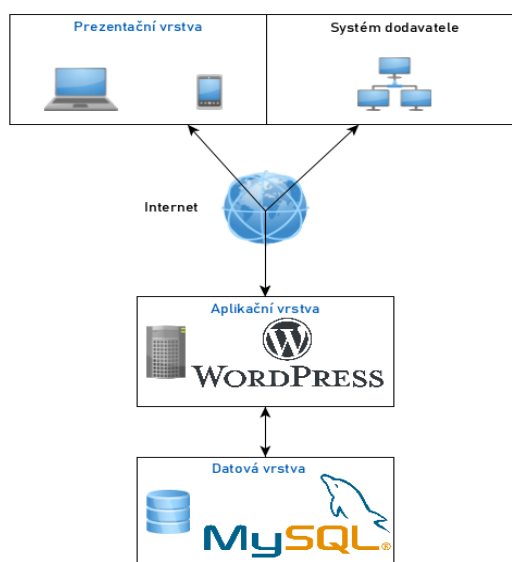 Prezentační vrstva
Systém dodavatele
Internet
Aplikační vrstva
WORDPRESS
Datová vrstva
MySQL®